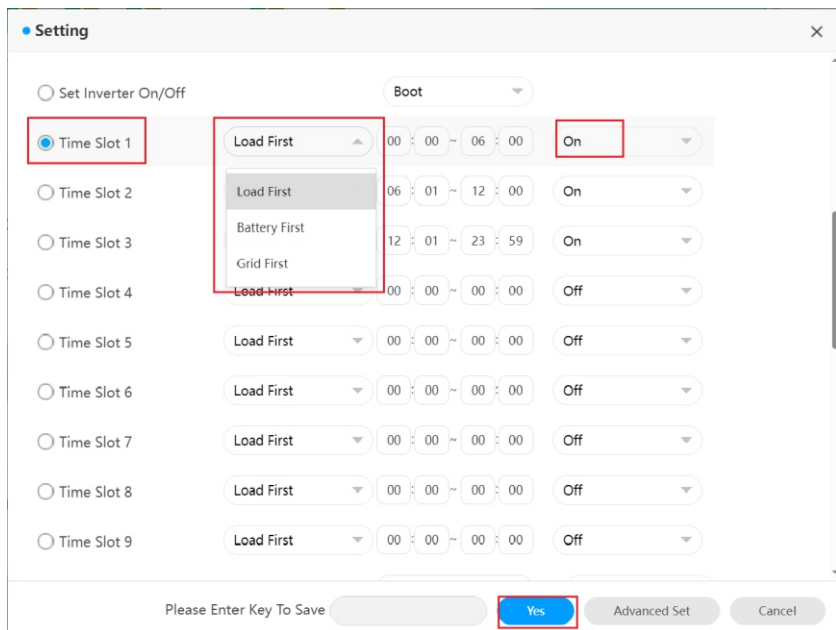 Setting
Set Inverter On/Off Boot
Time Slot 1 Load First 00 : 00 ~ 06 : 00 On
Time Slot 2 Load First 06 : 01 ~ 12 : 00 On
Battery First
Time Slot 3 12 : 01 ~ 23 : 59 On
Grid First
Time Slot 4 Load First 00 : 00 ~ 00 : 00 Off
Time Slot 5 Load First 00 : 00 ~ 00 : 00 Off
Time Slot 6 Load First 00 : 00 ~ 00 : 00 Off
Time Slot 7 Load First 00 : 00 ~ 00 : 00 Off
Time Slot 8 Load First 00 : 00 ~ 00 : 00 Off
Time Slot 9 Load First 00 : 00 ~ 00 : 00 Off
Please Enter Key To Save Yes Advanced Set Cancel